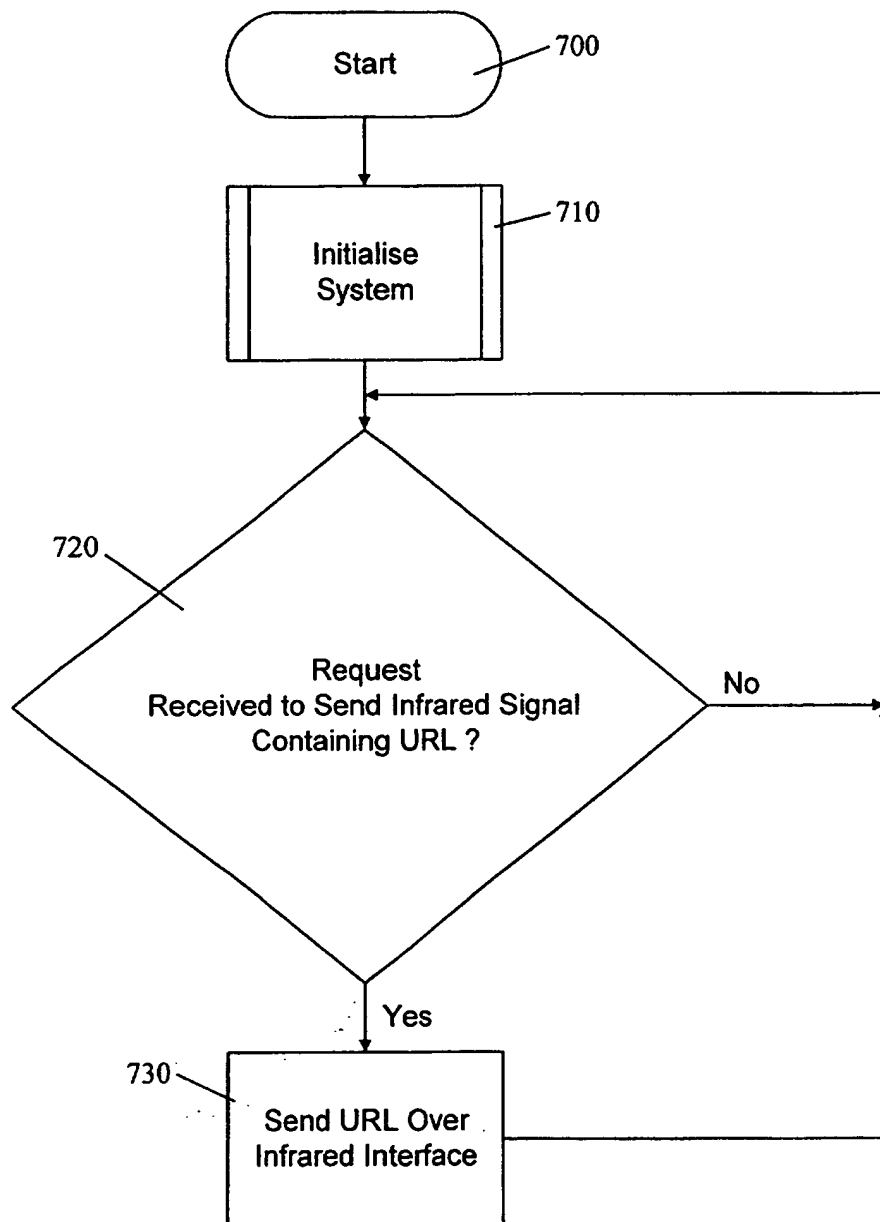 Start
700
Initialise
System
710
720
Request
Received to Send Infrared Signal
Containing URL ?
No
Yes
730
Send URL Over
Infrared Interface